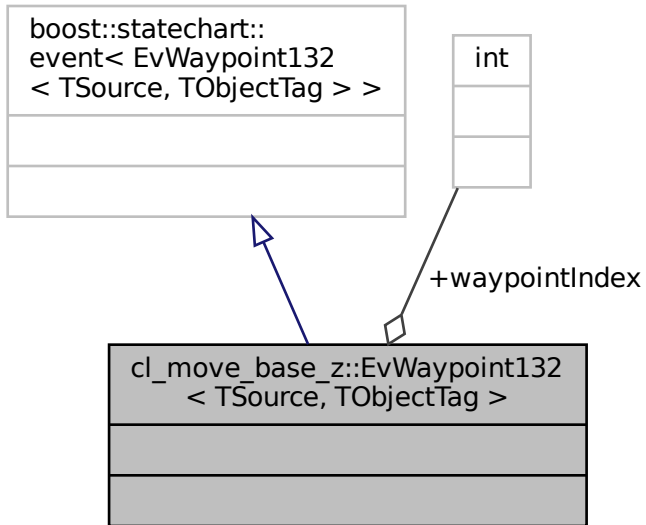 boost::statechart::
event< EvWaypoint132
< TSource, TObjectTag > >
int
+waypointIndex
cl_move_base_z::EvWaypoint132
< TSource, TObjectTag >